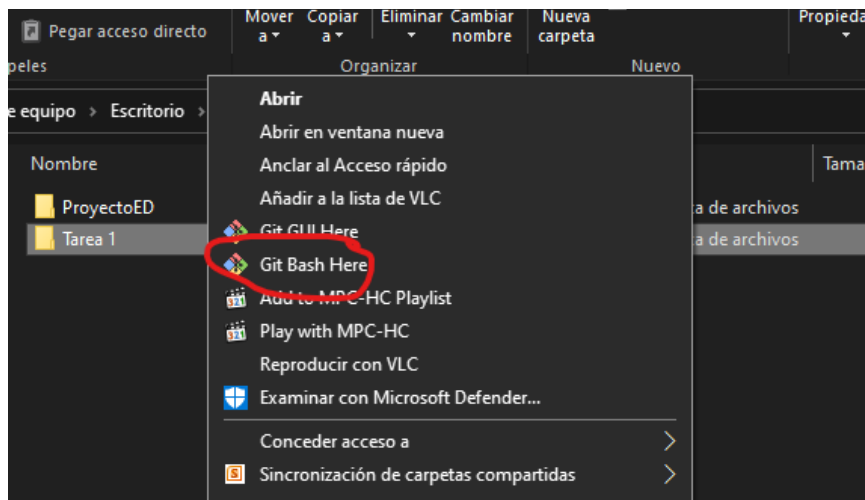 Pegar acceso directo
Mover a
Copiar a
Eliminar
Cambiar nombre
Nueva carpeta
Organizar
Nuevo
e equipo > Escritorio >
Nombre
ProyectoED
Tarea 1
Abrir
Abrir en ventana nueva
Anclar al Acceso rápido
Añadir a la lista de VLC
Git GUI Here
Git Bash Here
Add to MPC-HC Playlist
Play with MPC-HC
Reproducir con VLC
Examinar con Microsoft Defender...
Conceder acceso a
Sincronización de carpetas compartidas
de archivos
de archivos